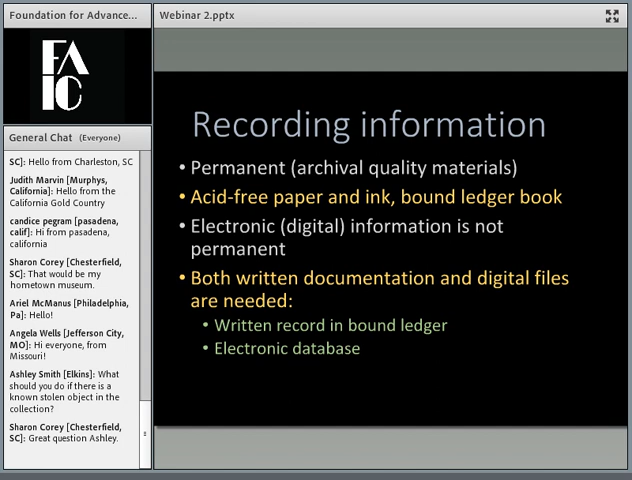 Foundation for Advance...
FA
IC
General Chat (Everyone)
SC]: Hello from Charleston, SC
Judith Marvin [Murphys,
California]: Hello from the
California Gold Country
candice pegram [pasadena,
calif]: Hi from pasadena,
california
Sharon Corey [Chesterfield,
SC]: That would be my
hometown museum.
Ariel McManus [Philadelphia,
Pa]: Hello!
Angela Wells [Jefferson City,
MO]: Hi everyone, from
Missouri!
Ashley Smith [Elkins]: What
should you do if there is a
known stolen object in the
collection?
Sharon Corey [Chesterfield,
SC]: Great question Ashley.
Webinar 2.pptx
Recording information
• Permanent (archival quality materials)
• Acid-free paper and ink, bound ledger book
• Electronic (digital) information is not
permanent
• Both written documentation and digital files
are needed:
• Written record in bound ledger
• Electronic database